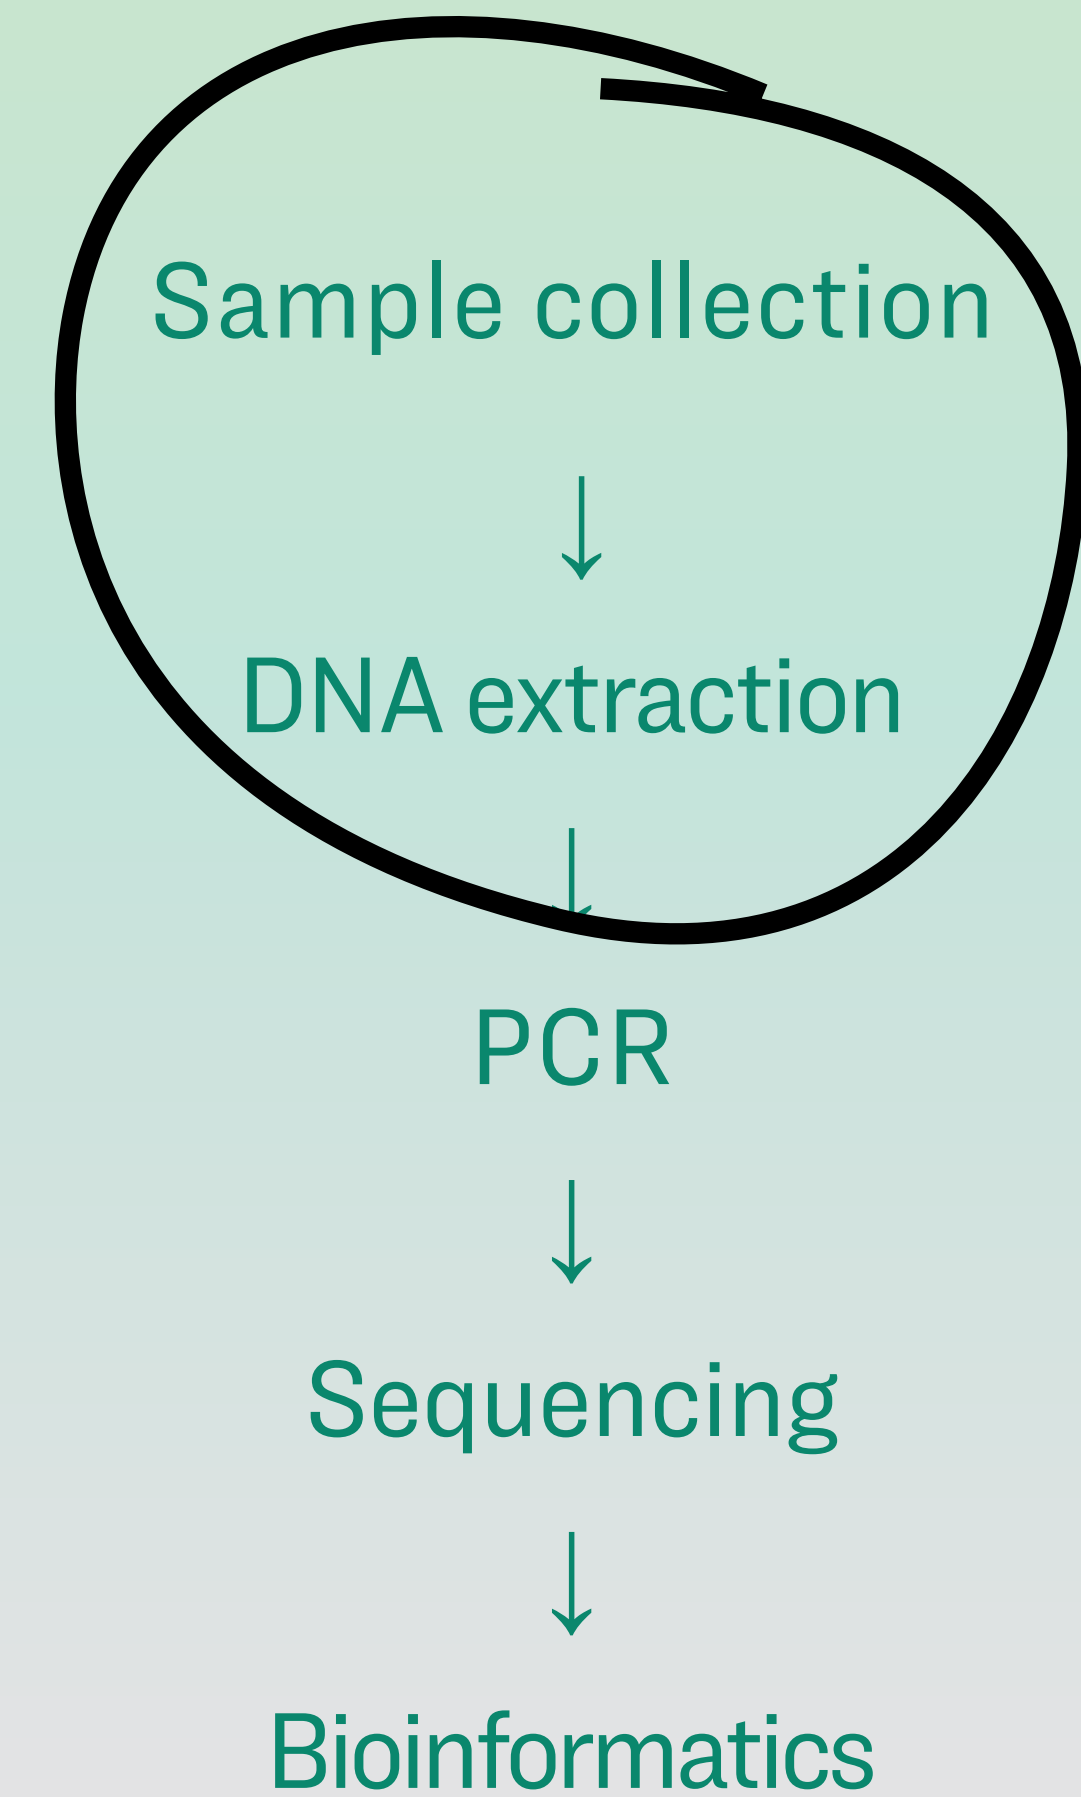 Sample collection
↓
DNA extraction
↓
PCR
↓
Sequencing
↓
Bioinformatics